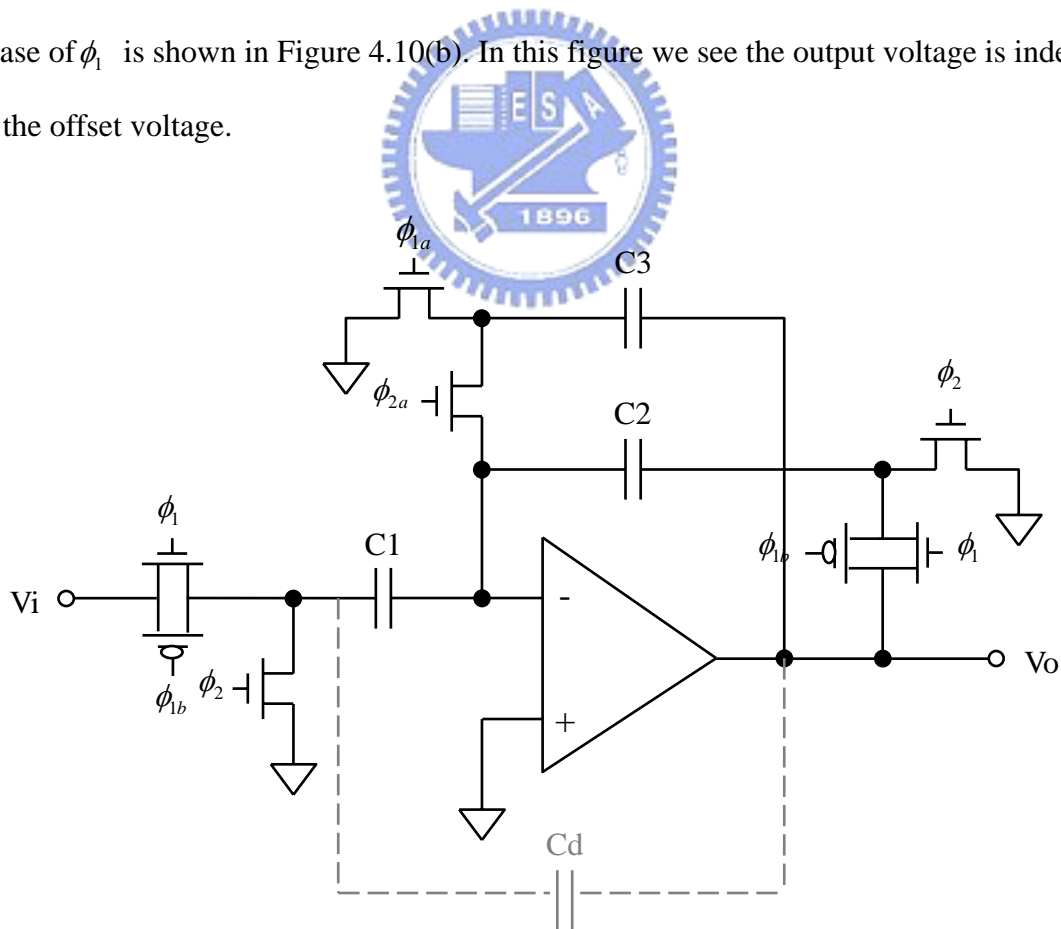 ase of ϕ₁ is shown in Figure 4.10(b). In this figure we see the output voltage is inde
the offset voltage.
E S A
1896
ϕ₁ₐ
C3
ϕ₂
ϕ₂ₐ
C2
ϕ₁
C1
ϕ₁b
ϕ₁
Vi
-
ϕ₂
Vo
ϕ₁b
+
Cd